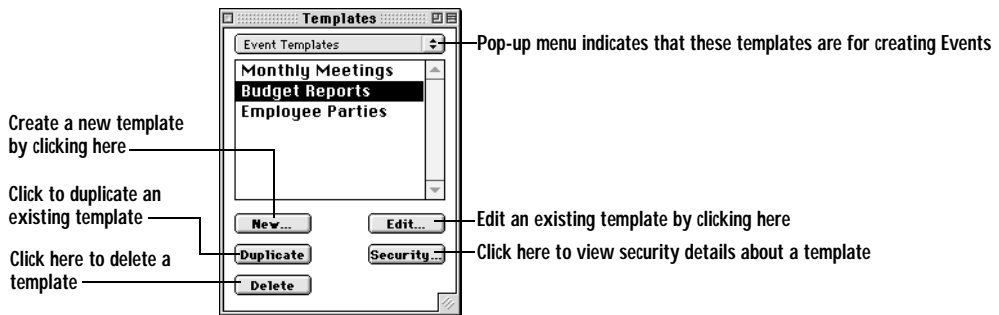 Templates
Event Templates
Pop-up menu indicates that these templates are for creating Events
Monthly Meetings
Budget Reports
Employee Parties
Create a new template
by clicking here
Click to duplicate an
existing template
New...
Edit...
Edit an existing template by clicking here
Click here to delete a
template
Duplicate
Security...
Click here to view security details about a template
Delete